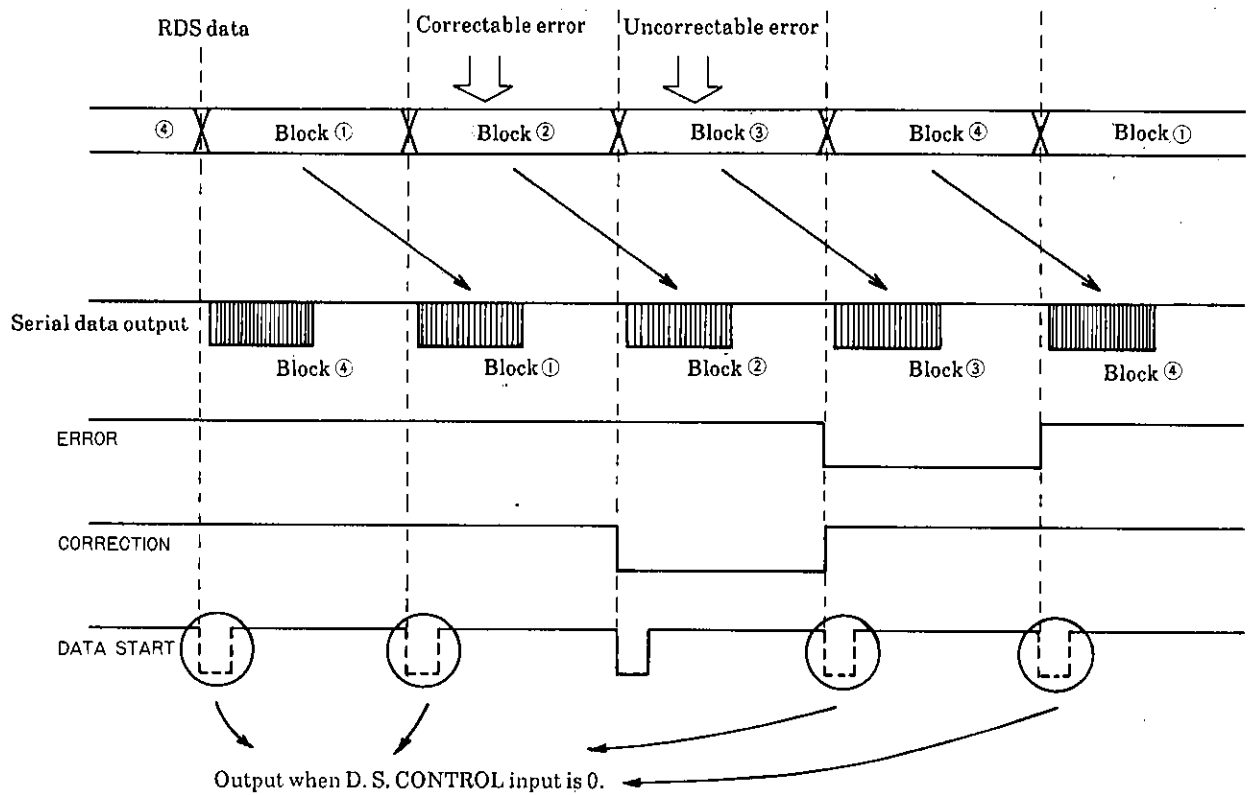 RDS data
Correctable error
Uncorrectable error
④
Block ①
Block ②
Block ③
Block ④
Block ①
Serial data output
Block ④
Block ①
Block ②
Block ③
Block ④
ERROR
CORRECTION
DATA START
Output when D. S. CONTROL input is 0.